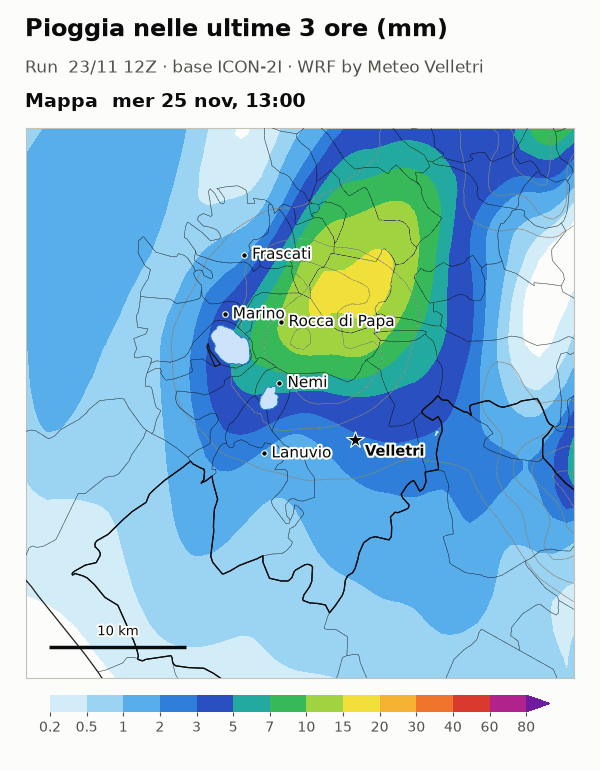 Pioggia nelle ultime 3 ore (mm)
Run  23/11 12Z · base ICON-2I · WRF by Meteo Velletri
Mappa  mer 25 nov, 13:00
Frascati
Marino
Rocca di Papa
Nemi
Velletri
Lanuvio
10 km
0.2 0.5 1 2 3 5 7 10 15 20 30 40 60 80